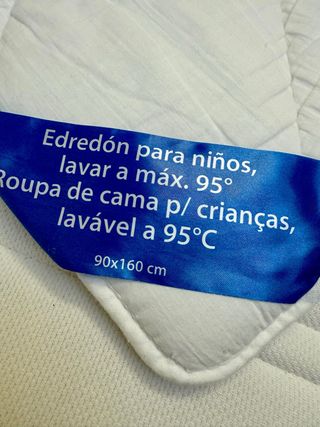 Edredón para niños,
lavar a máx. 95°
Roupa de cama p/ crianças,
lavável a 95°C
90x160 cm